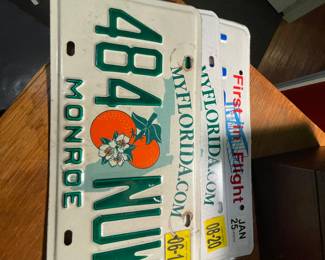 MYFLORIDA.COM
484 NUM
MONROE
06-1
MYFLORIDA.COM
08-20
First in Flight
JAN
25